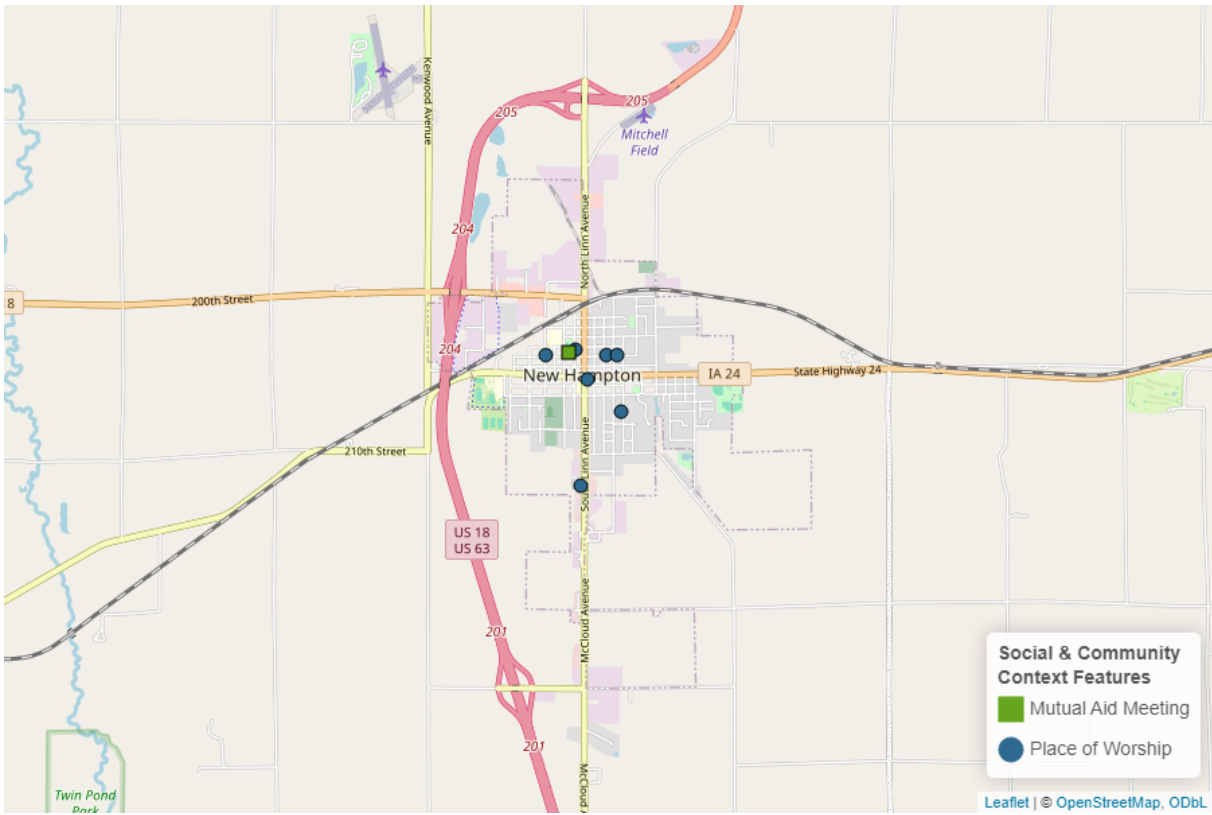 Kenwood Avenue
205
205
Mitchell
Field
204
North Linn Avenue
8
200th Street
204
New Hampton
IA 24
State Highway 24
210th Street
South Linn Avenue
US 18
US 63
McCloud Avenue
201
201
Twin Pond
Park
Social & Community
Context Features
Mutual Aid Meeting
Place of Worship
Leaflet | © OpenStreetMap, ODbL